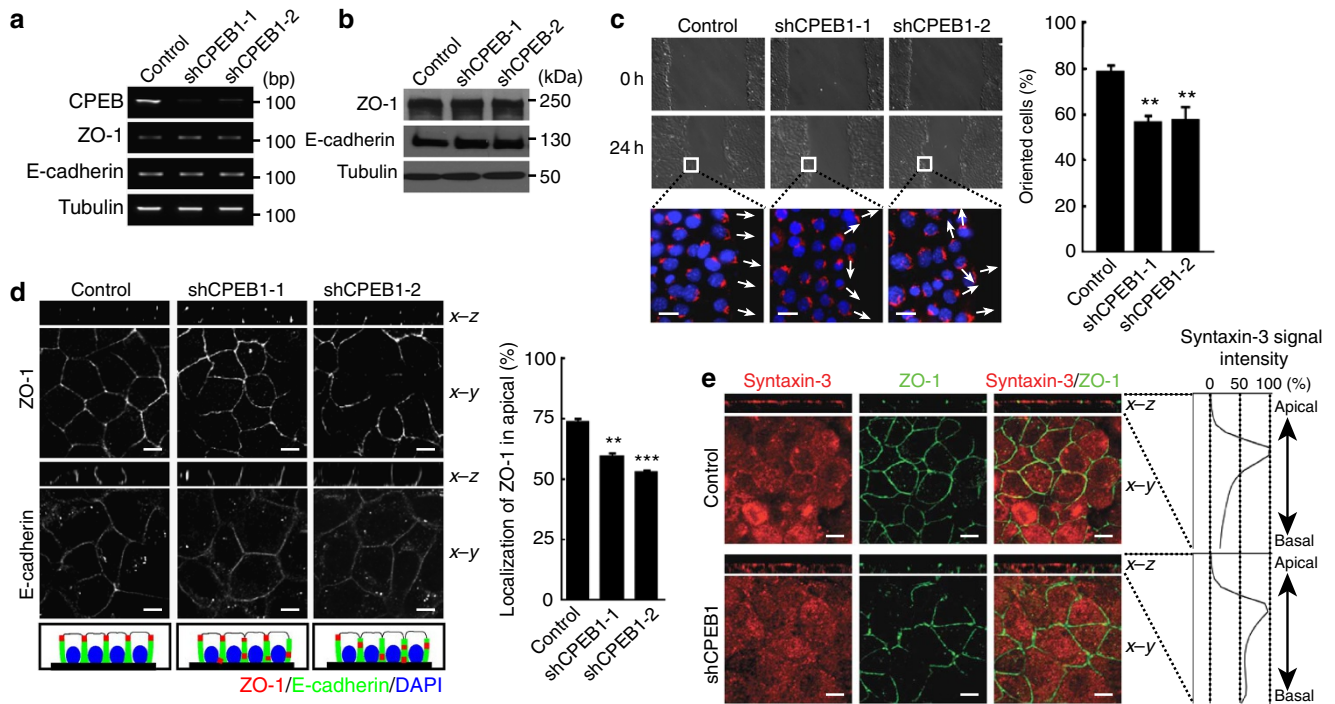 a
Control
shCPEB1-1
shCPEB1-2
(bp)
CPEB
100
ZO-1
100
E-cadherin
100
Tubulin
100
b
Control
shCPEB-1
shCPEB-2
(kDa)
ZO-1
250
E-cadherin
130
Tubulin
50
c
Control shCPEB1-1 shCPEB1-2
0 h
24 h
Oriented cells (%)
100
80
60
40
20
0
** **
Control
shCPEB1-1
shCPEB1-2
d
Control shCPEB1-1 shCPEB1-2
ZO-1
x–z
x–y
E-cadherin
x–z
x–y
ZO-1/E-cadherin/DAPI
Localization of ZO-1 in apical (%)
100
75
50
25
0
**
***
Control
shCPEB1-1
shCPEB1-2
e
Syntaxin-3 ZO-1 Syntaxin-3/ZO-1
Control
x–z
x–y
shCPEB1
x–z
x–y
Syntaxin-3 signal
intensity
0 50 100 (%)
Apical
Basal
Apical
Basal